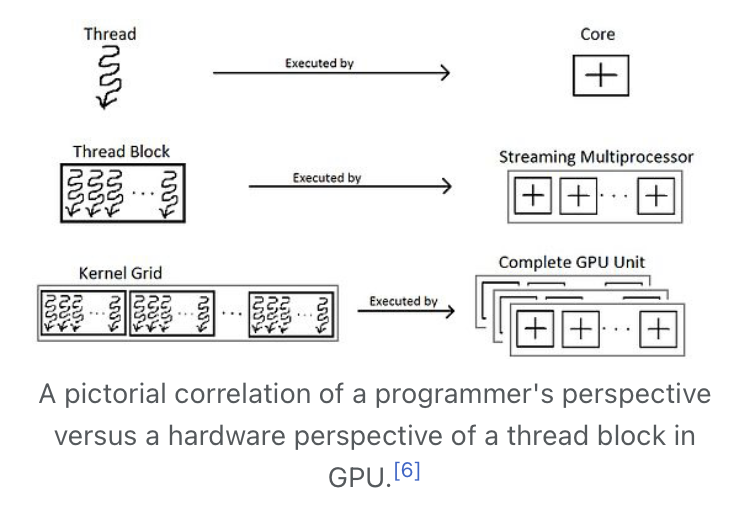 Thread
Core
Executed by
Thread Block
Streaming Multiprocessor
Executed by
Kernel Grid
Complete GPU Unit
Executed by
A pictorial correlation of a programmer's perspective
versus a hardware perspective of a thread block in
GPU.[6]